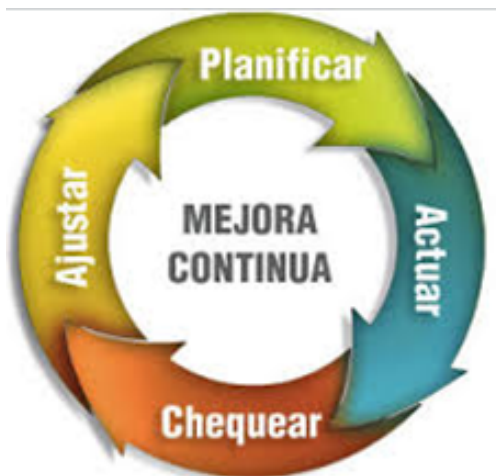 Planificar
Actuar
MEJORA
CONTINUA
Ajustar
Chequear